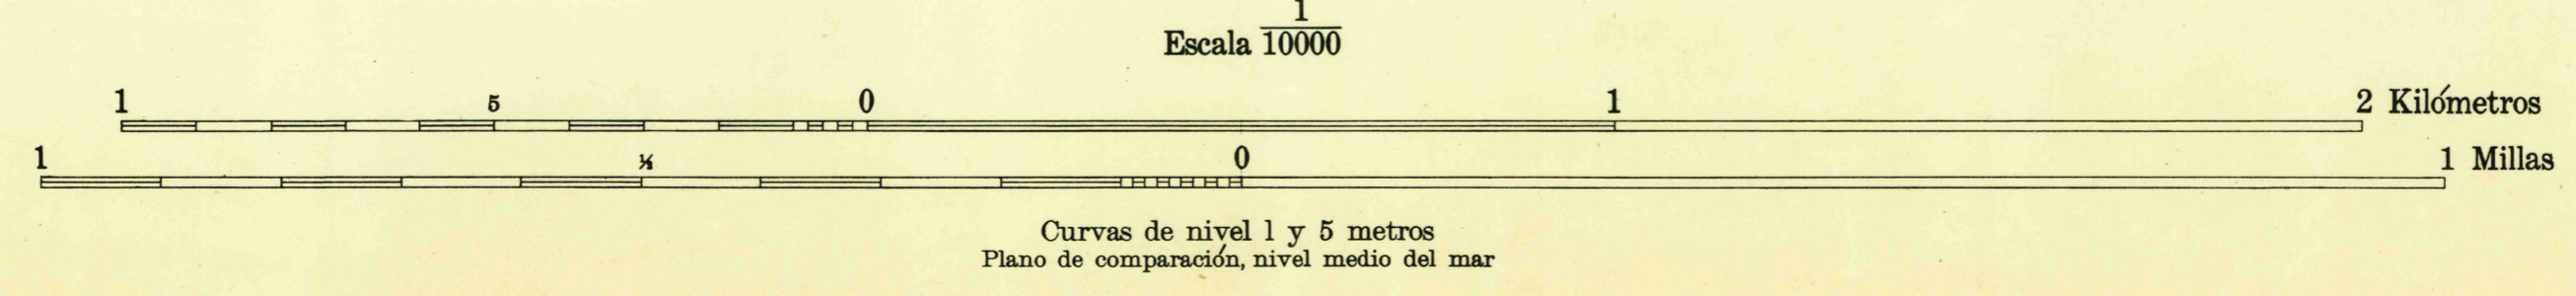 Escala 1/10000
1 5 0 1 2 Kilómetros
1 ½ 0 1 Millas
Curvas de nivel 1 y 5 metros
Plano de comparación, nivel medio del mar